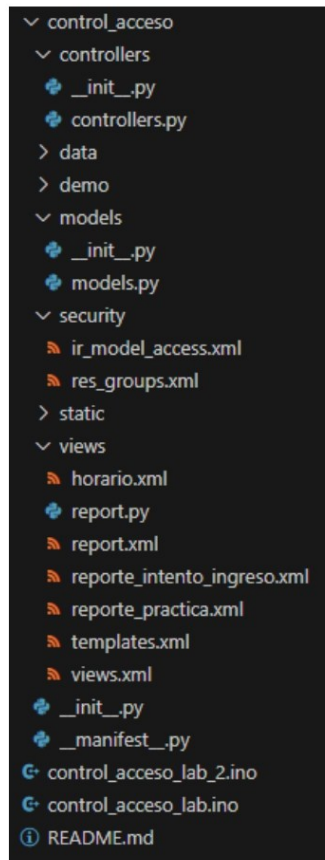 control_acceso
controllers
__init__.py
controllers.py
data
demo
models
__init__.py
models.py
security
ir_model_access.xml
res_groups.xml
static
views
horario.xml
report.py
report.xml
reporte_intento_ingreso.xml
reporte_practica.xml
templates.xml
views.xml
__init__.py
__manifest__.py
control_acceso_lab_2.ino
control_acceso_lab.ino
README.md